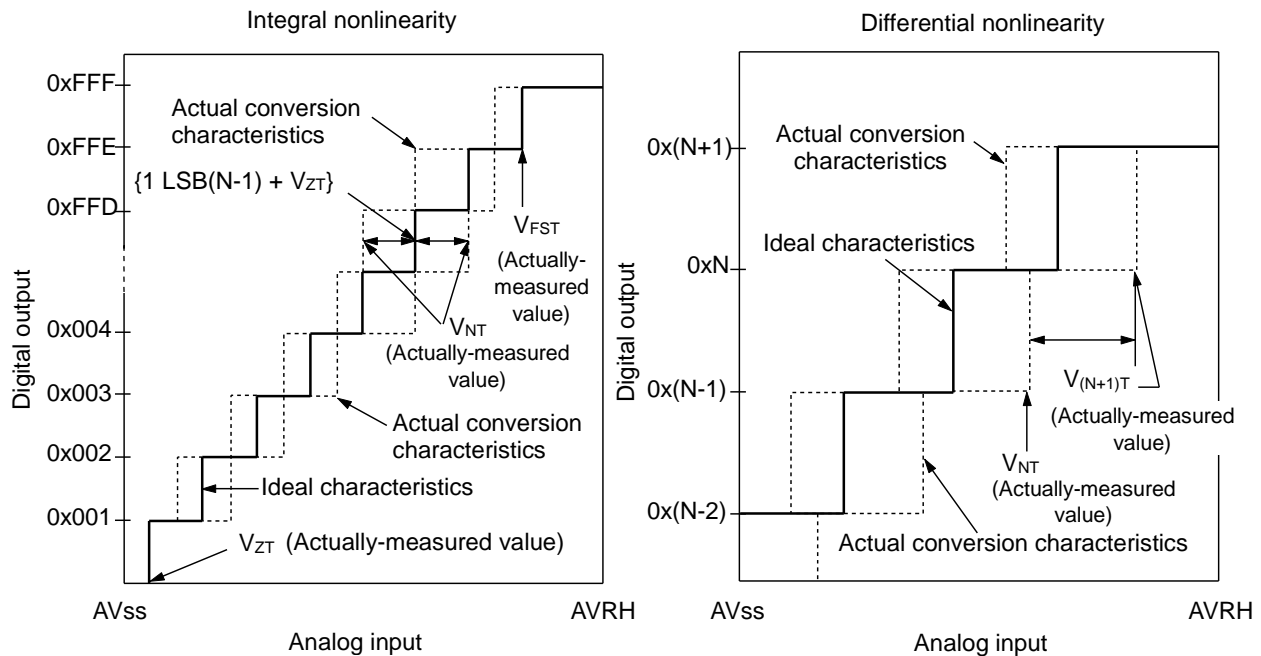 Integral nonlinearity
0xFFF
Actual conversion
characteristics
0xFFE
{1 LSB(N-1) + VZT}
0xFFD
VFST
(Actually-
measured
value)
Digital output
0x004
VNT
(Actually-measured
value)
0x003
Actual conversion
characteristics
0x002
Ideal characteristics
0x001
VZT (Actually-measured value)
AVss
AVRH
Analog input
Differential nonlinearity
0x(N+1)
Actual conversion
characteristics
Ideal characteristics
0xN
Digital output
V(N+1)T
(Actually-measured
value)
0x(N-1)
VNT
(Actually-measured
value)
0x(N-2)
Actual conversion characteristics
AVss
AVRH
Analog input